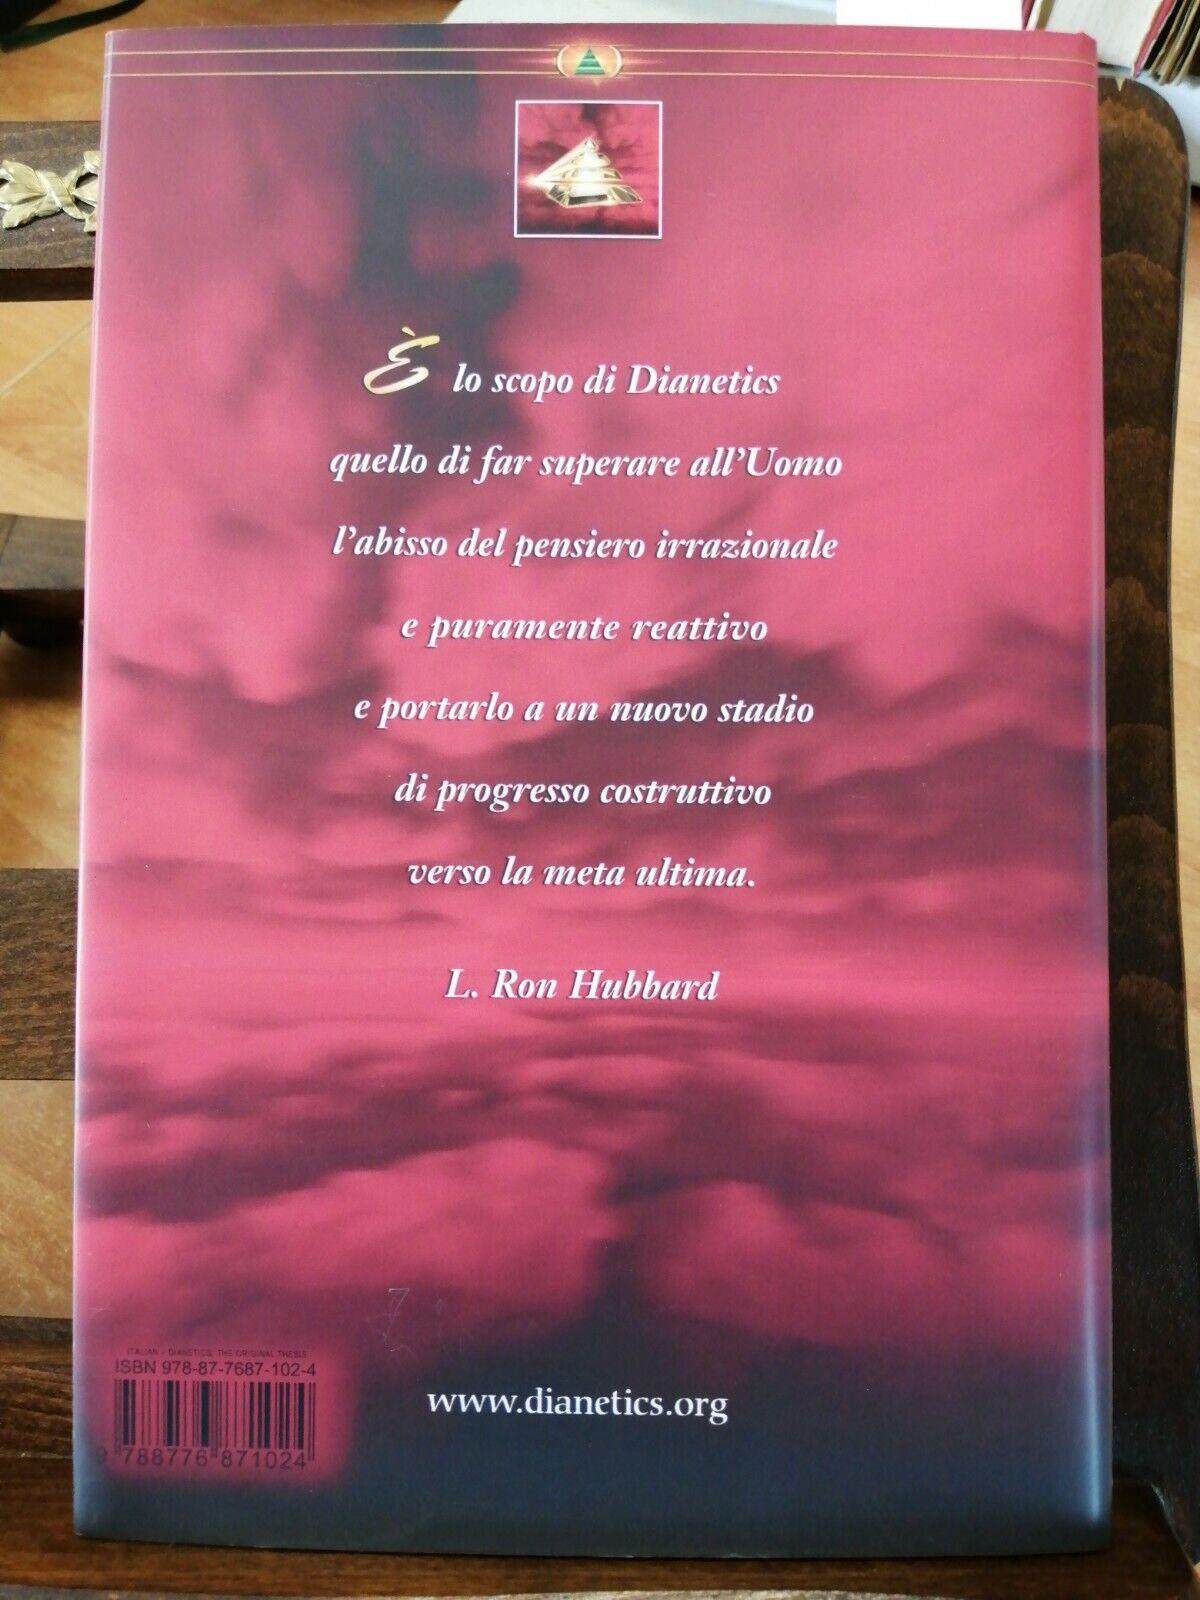 È lo scopo di Dianetics
quello di far superare all'Uomo
l'abisso del pensiero irrazionale
e puramente reattivo
e portarlo a un nuovo stadio
di progresso costruttivo
verso la meta ultima.
L. Ron Hubbard
ITALIAN - DIANETICS: THE ORIGINAL THESIS
ISBN 978-87-7687-102-4
9 788776 871024
www.dianetics.org